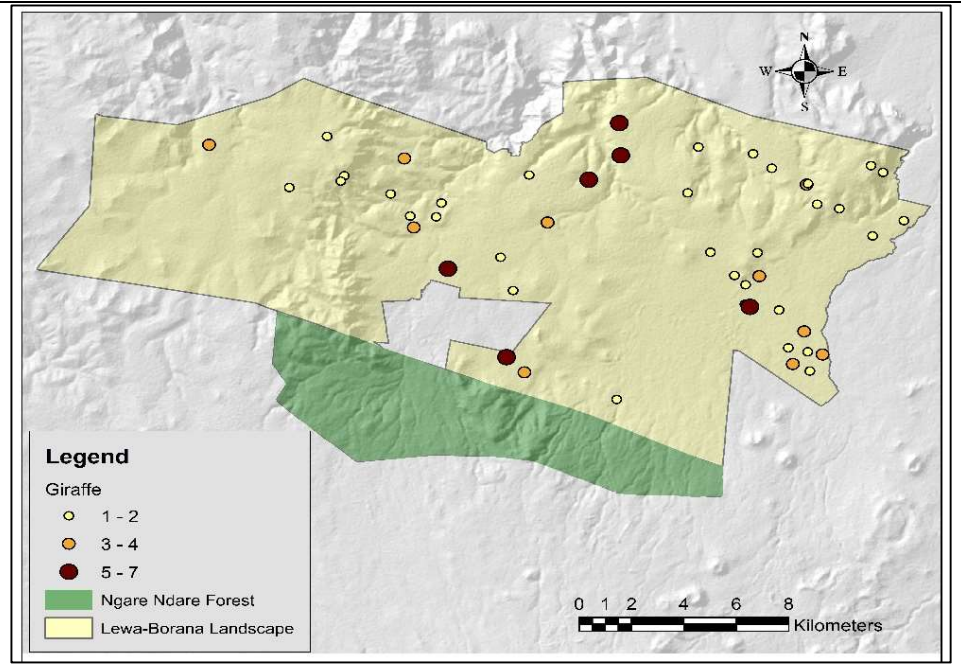 N
W E
S
Legend
Giraffe
1 - 2
3 - 4
5 - 7
Ngare Ndare Forest
Lewa-Borana Landscape
0 1 2 4 6 8
Kilometers